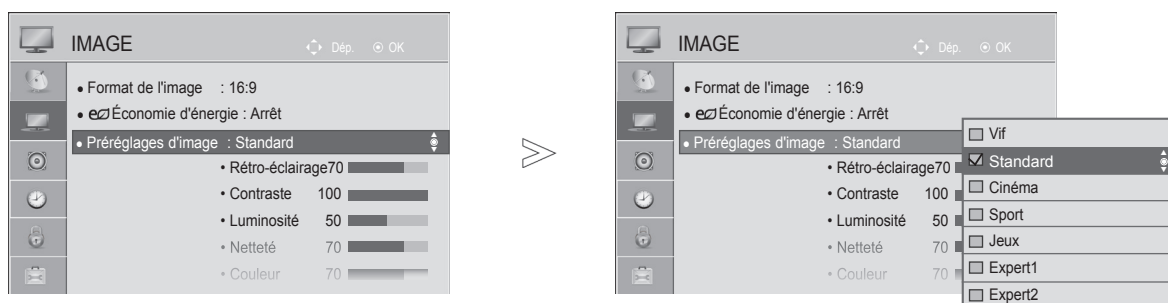 IMAGE
Dép. OK
• Format de l'image : 16:9
• eco Économie d'énergie : Arrêt
• Préréglages d'image : Standard
• Rétro-éclairage70
• Contraste 100
• Luminosité 50
• Netteté 70
• Couleur 70
IMAGE
Dép. OK
• Format de l'image : 16:9
• eco Économie d'énergie : Arrêt
• Préréglages d'image : Standard
• Rétro-éclairage70
• Contraste 100
• Luminosité 50
• Netteté 70
• Couleur 70
Vif
Standard
Cinéma
Sport
Jeux
Expert1
Expert2